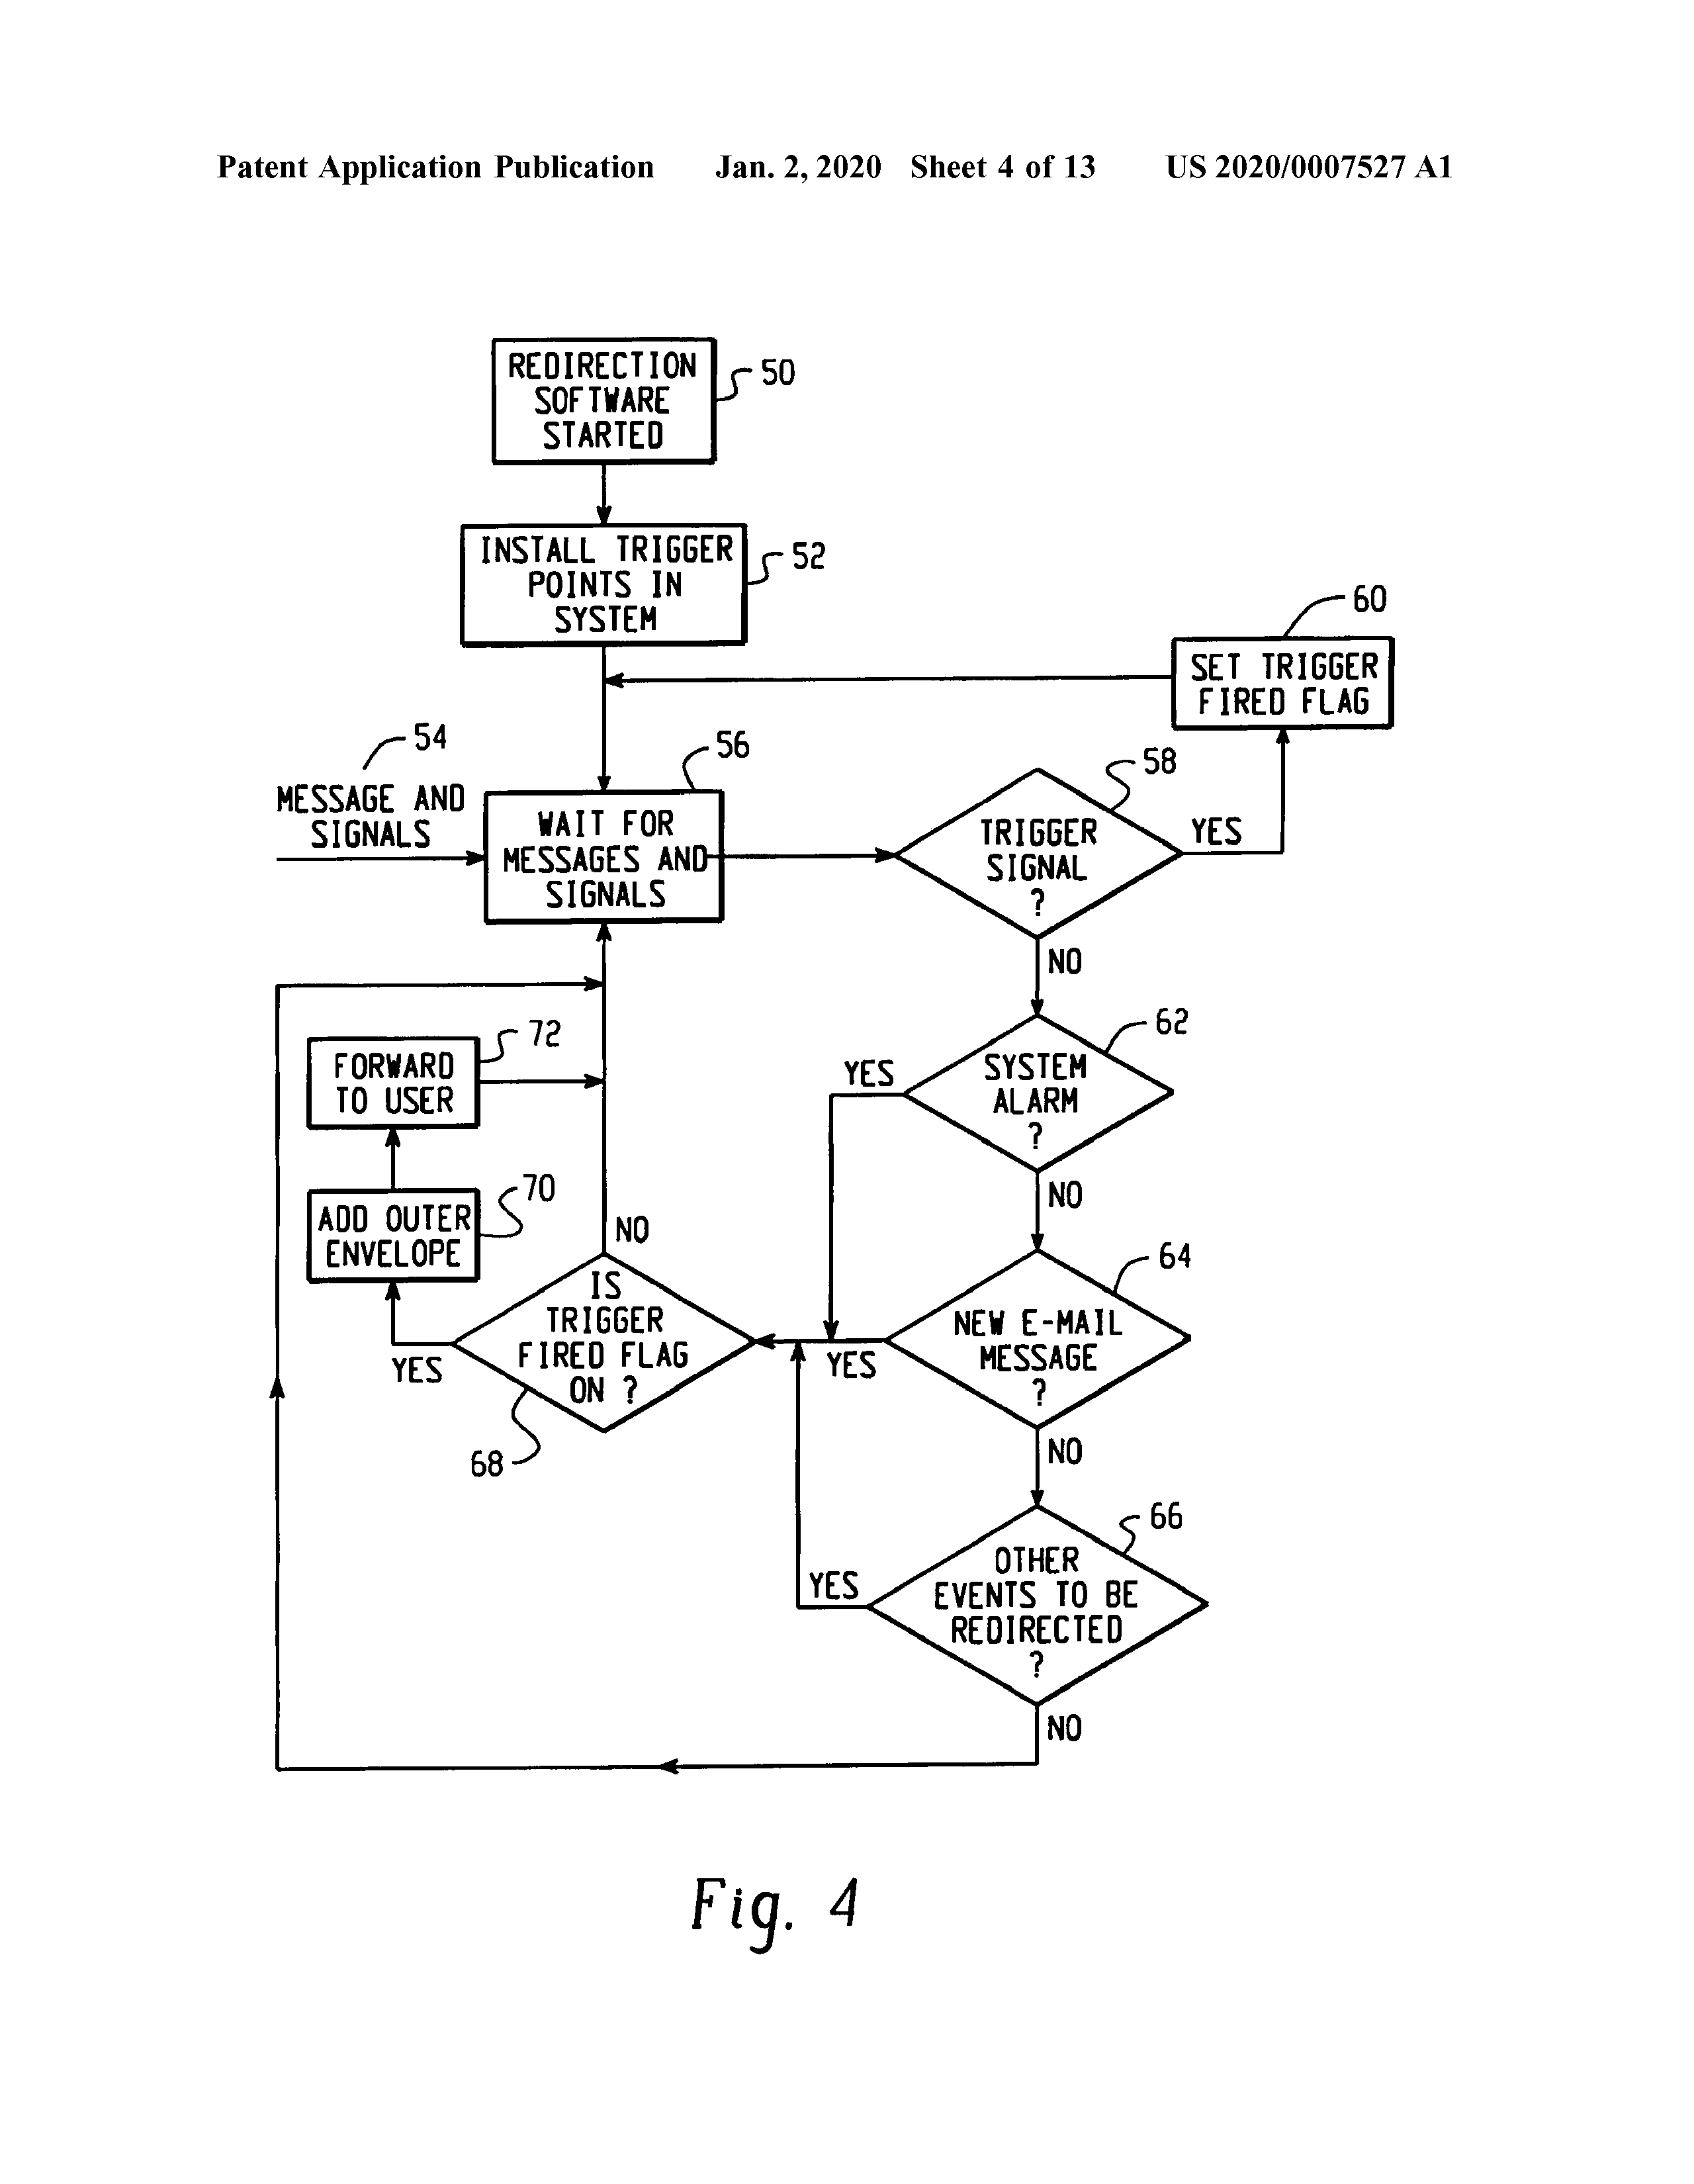 Patent Application Publication Jan. 2, 2020 Sheet 4 of 13 US 2020/0007527 A1
REDIRECTION
SOFTWARE
STARTED
50
INSTALL TRIGGER
POINTS IN
SYSTEM
52
60
SET TRIGGER
FIRED FLAG
54
MESSAGE AND
SIGNALS
56
WAIT FOR
MESSAGES AND
SIGNALS
58
TRIGGER
SIGNAL
?
YES
NO
62
SYSTEM
ALARM
?
YES
NO
72
FORWARD
TO USER
70
ADD OUTER
ENVELOPE
NO
64
NEW E-MAIL
MESSAGE
?
YES
NO
IS
TRIGGER
FIRED FLAG
ON ?
YES
68
66
OTHER
EVENTS TO BE
REDIRECTED
?
YES
NO
Fig. 4